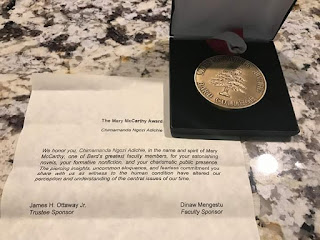 The Mary McCarthy Award
Chimamanda Ngozi Adichie
We honor you, Chimamanda Ngozi Adichie, in the name and spirit of Mary
McCarthy, one of Bard's greatest faculty members, for your astonishing
novels, your formative nonfiction, and your charismatic public presence.
The piercing insights, uncommon eloquence, and fearless commitment you
share with us as witness to the human condition have altered our
perception and understanding of the central issues of our time.
James H. Ottaway Jr.
Trustee Sponsor
Dinaw Mengestu
Faculty Sponsor